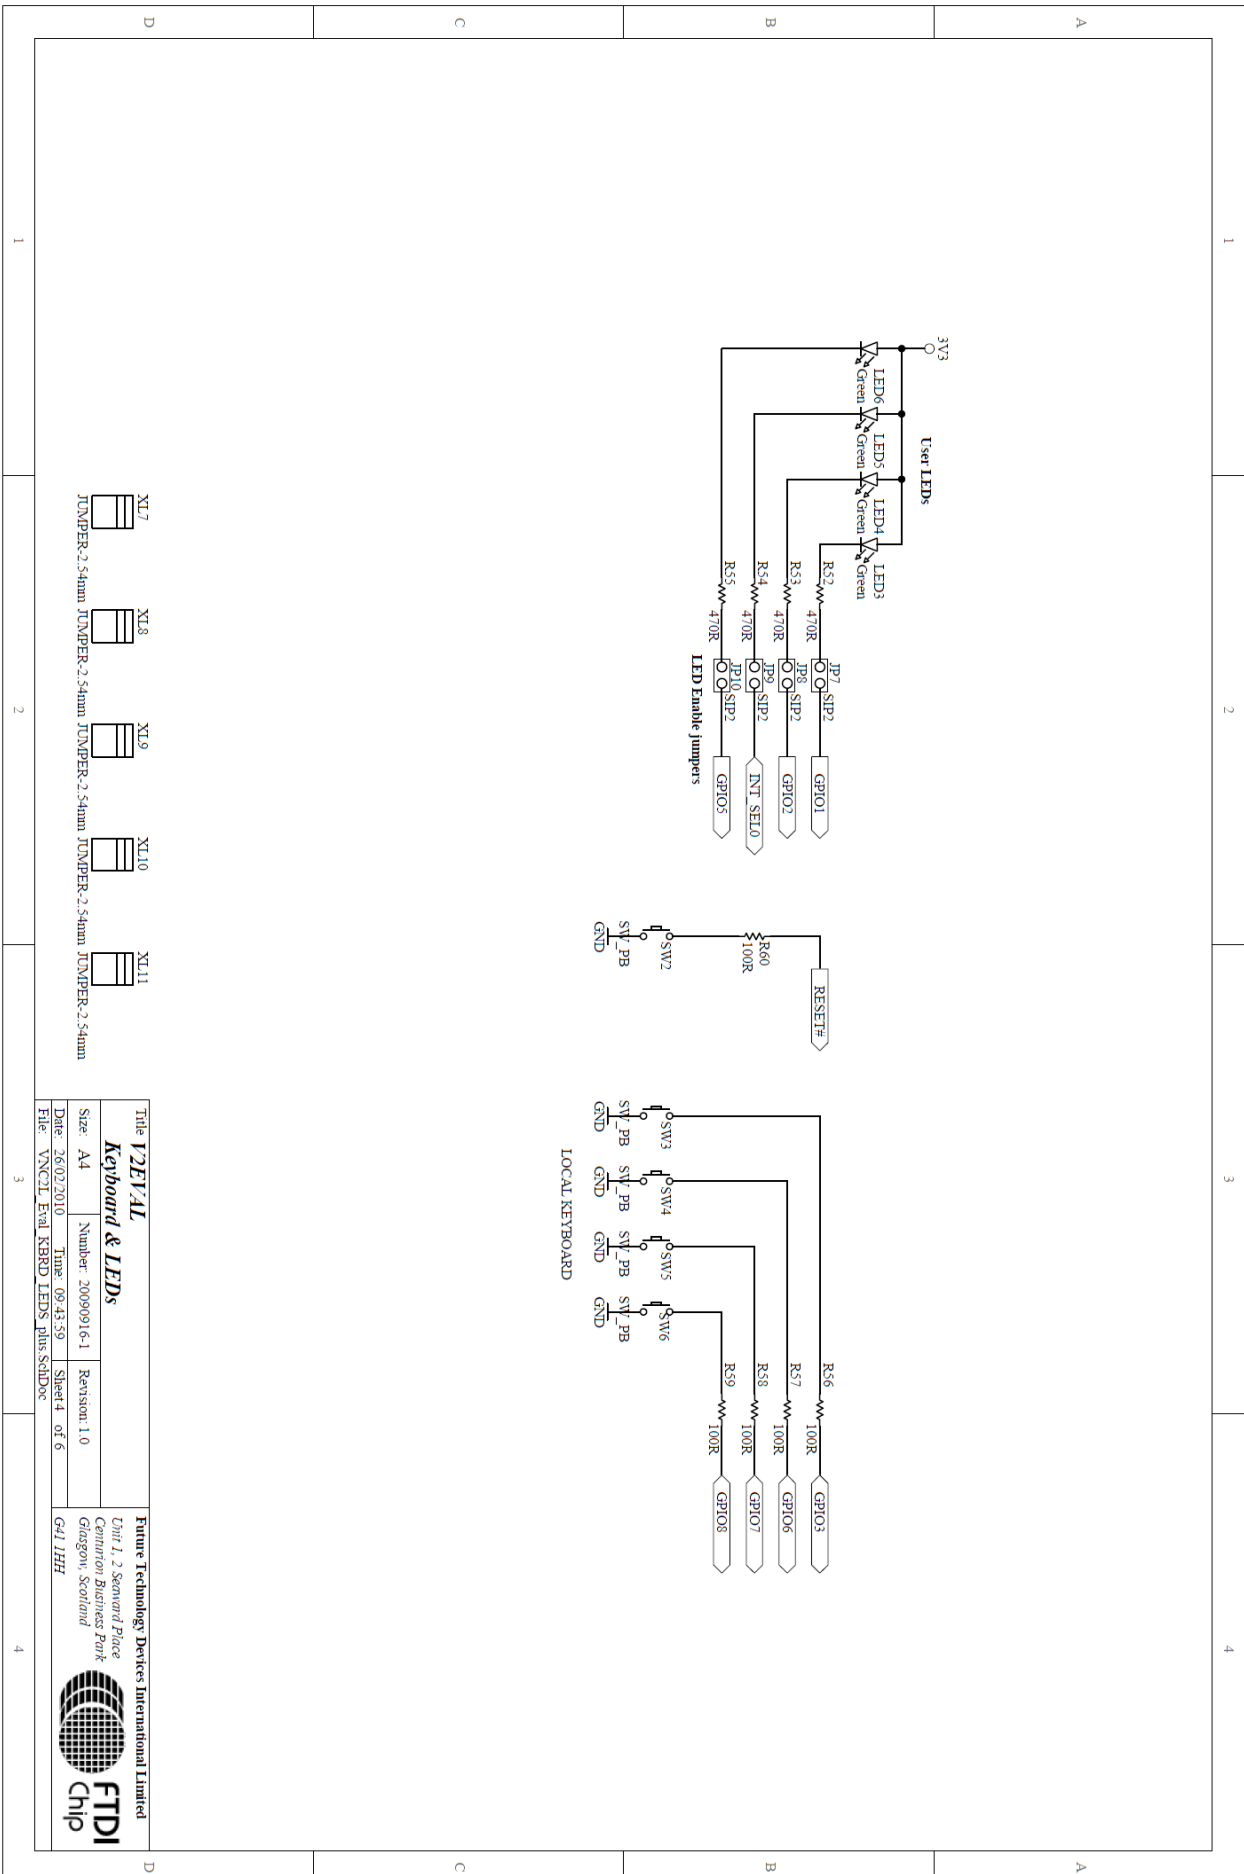 1
2
3
4
A
A
B
B
C
C
D
D
3V3
User LEDs
LED6
Green
LED5
Green
LED4
Green
LED3
Green
R52
470R
JP7
SIP2
GPIO1
R53
470R
JP8
SIP2
GPIO2
R54
470R
JP9
SIP2
INT_SEL0
R55
470R
JP10
SIP2
GPIO5
LED Enable jumpers
RESET#
R60
100R
SW2
SW_PB
GND
R56
100R
GPIO3
R57
100R
GPIO6
R58
100R
GPIO7
R59
100R
GPIO8
SW3
SW_PB
GND
SW4
SW_PB
GND
SW5
SW_PB
GND
SW6
SW_PB
GND
LOCAL KEYBOARD
XL7
JUMPER-2.54mm
XL8
JUMPER-2.54mm
XL9
JUMPER-2.54mm
XL10
JUMPER-2.54mm
XL11
JUMPER-2.54mm
Title V2EVAL
Keyboard & LEDs
Size: A4 Number: 20090916-1 Revision: 1.0
Date: 26/02/2010 Time: 09:43:59 Sheet 4 of 6
File: VNC2L_Eval_KBRD_LEDS_plus.SchDoc
Future Technology Devices International Limited
Unit 1, 2 Seaward Place
Centurion Business Park
Glasgow, Scotland
G41 1HH
FTDI
Chip
1
2
3
4